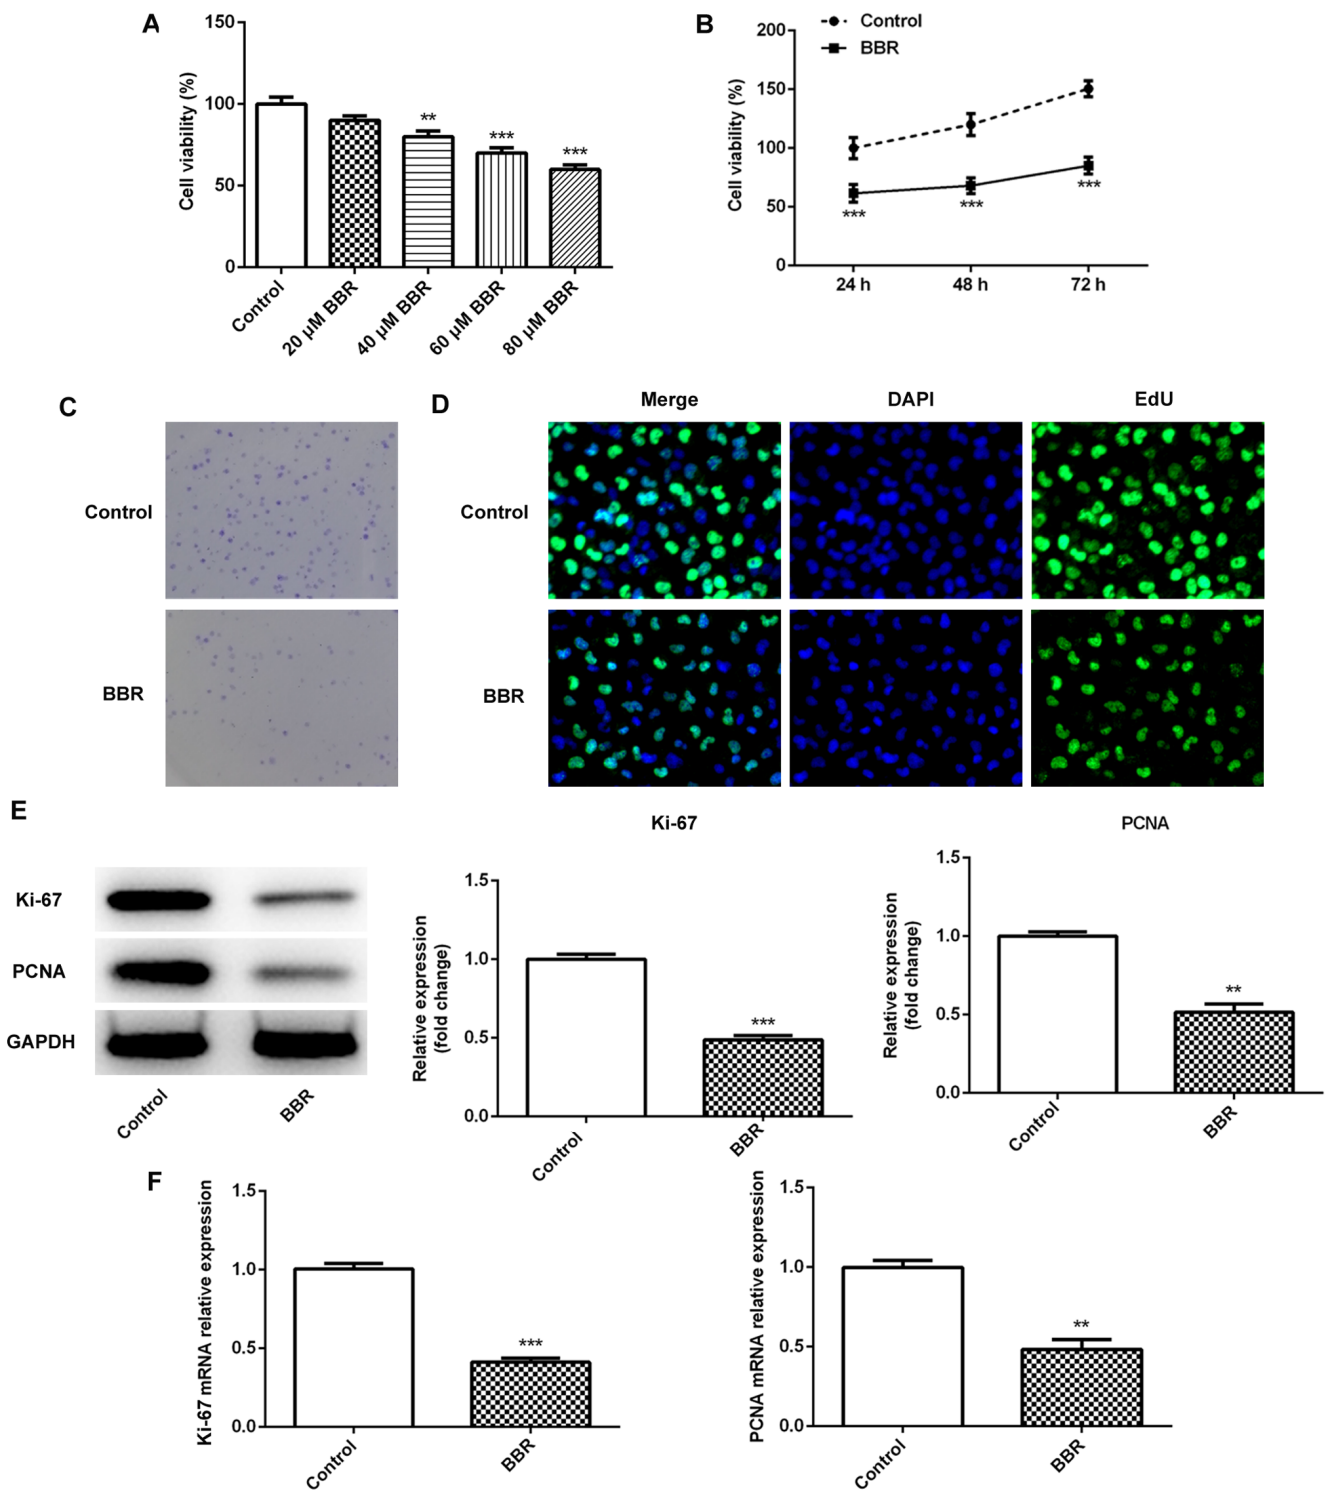 A
Cell viability (%)
150
100
50
0
**
***
***
Control
20 µM BBR
40 µM BBR
60 µM BBR
80 µM BBR
B
Cell viability (%)
200
150
100
50
0
Control
BBR
***
***
***
24 h
48 h
72 h
C
Control
BBR
D
Merge
DAPI
EdU
Control
BBR
E
Ki-67
PCNA
GAPDH
Control
BBR
Ki-67
Relative expression
(fold change)
1.5
1.0
0.5
0.0
***
Control
BBR
PCNA
Relative expression
(fold change)
1.5
1.0
0.5
0.0
**
Control
BBR
F
Ki-67 mRNA relative expression
1.5
1.0
0.5
0.0
***
Control
BBR
PCNA mRNA relative expression
1.5
1.0
0.5
0.0
**
Control
BBR